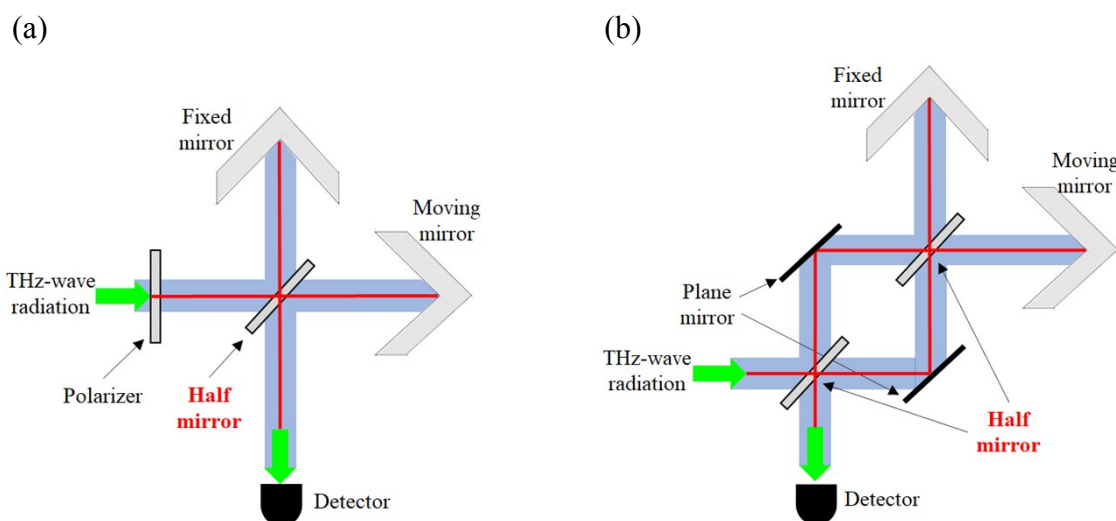 (a)
Fixed
mirror
Moving
mirror
THz-wave
radiation
Polarizer
Half
mirror
Detector
(b)
Fixed
mirror
Moving
mirror
Plane
mirror
THz-wave
radiation
Half
mirror
Detector